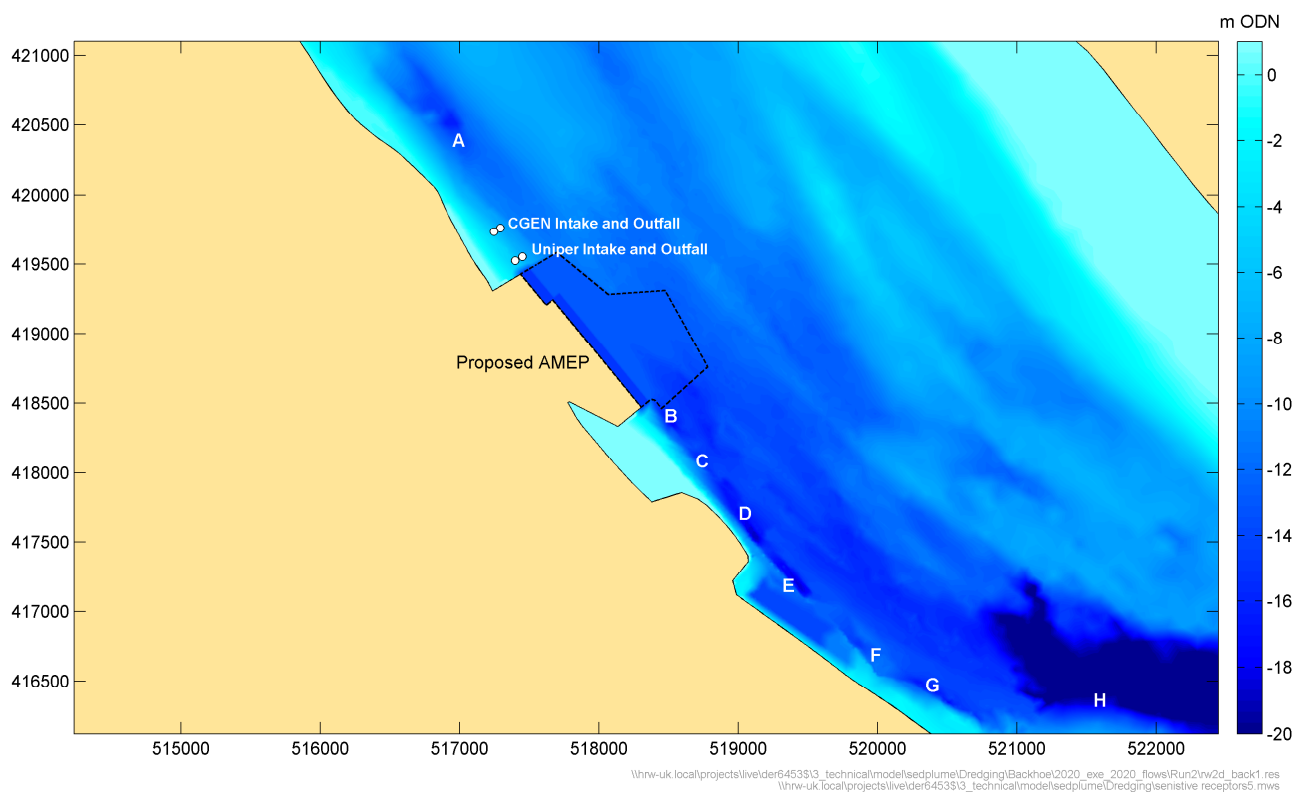 m ODN
421000
420500
420000
419500
419000
418500
418000
417500
417000
416500
A
CGEN Intake and Outfall
Uniper Intake and Outfall
Proposed AMEP
B
C
D
E
F
G
H
0
-2
-4
-6
-8
-10
-12
-14
-16
-18
-20
515000 516000 517000 518000 519000 520000 521000 522000
\\hrw-uk.local\projects\live\der6453$\3_technical\model\sedplume\Dredging\Backhoe\2020_exe_2020_flows\Run2\rw2d_back1.res
\\hrw-uk.local\projects\live\der6453$\3_technical\model\sedplume\Dredging\senistive receptors5.mws